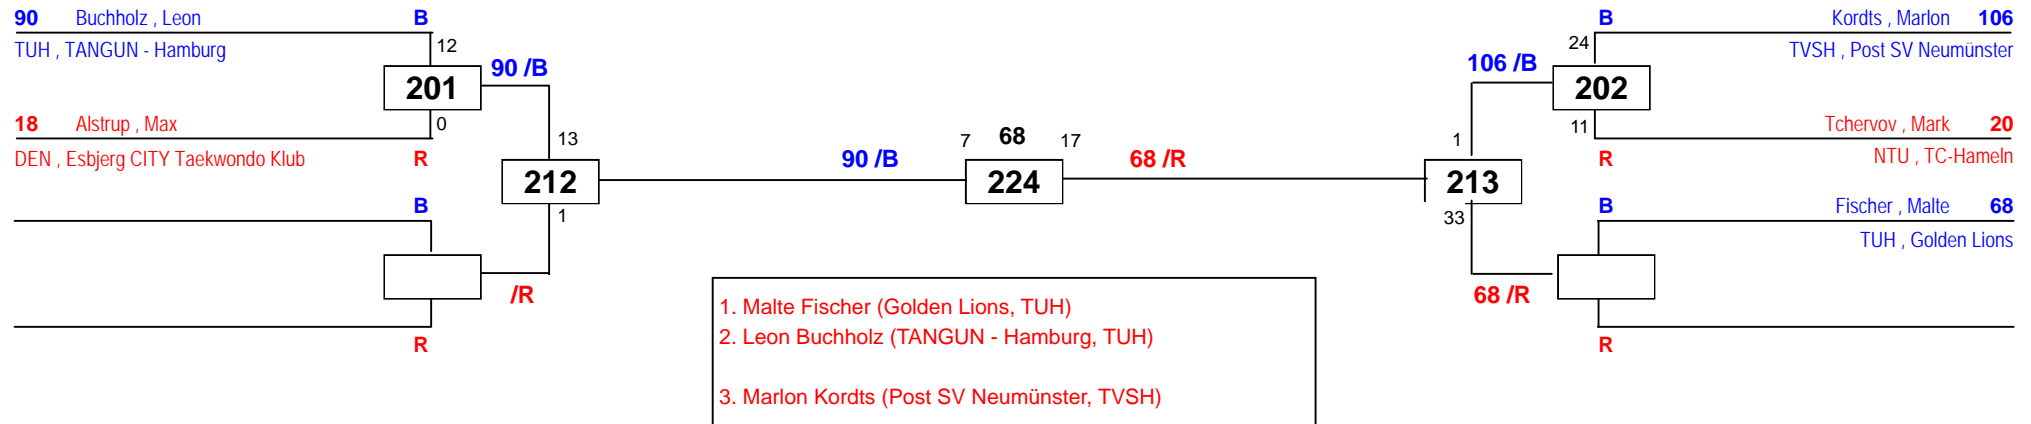 90 Buchholz , Leon B
TUH , TANGUN - Hamburg
12
201
90 /B
0
18 Alstrup , Max
DEN , Esbjerg CITY Taekwondo Klub R
13
212
1
B
/R
R
90 /B
7 68 17
224
68 /R
B Kordts , Marlon 106
24 TVSH , Post SV Neumünster
106 /B
202
11 Tchervov , Mark 20
R NTU , TC-Hameln
1
213
33
B Fischer , Malte 68
TUH , Golden Lions
68 /R
R
1. Malte Fischer (Golden Lions, TUH)
2. Leon Buchholz (TANGUN - Hamburg, TUH)
3. Marlon Kordts (Post SV Neumünster, TVSH)